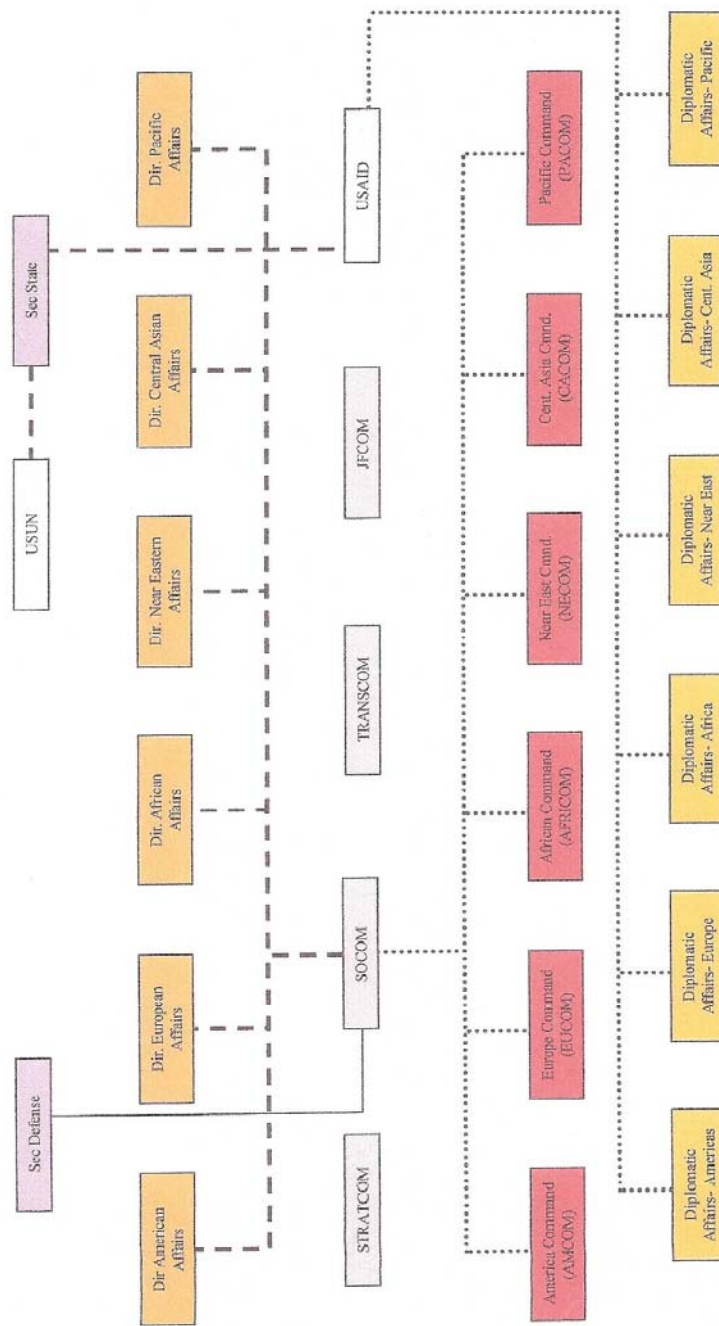 Sec Defense
USUN
Sec State
Dir American
Affairs
Dir. European
Affairs
Dir. African
Affairs
Dir. Near Eastern
Affairs
Dir. Central Asian
Affairs
Dir. Pacific
Affairs
STRATCOM
SOCOM
TRANSCOM
JFCOM
USAID
America Command
(AMCOM)
Europe Command
(EUCOM)
African Command
(AFRICOM)
Near East Cmnd.
(NECOM)
Cent. Asia Cmnd.
(CACOM)
Pacific Command
(PACOM)
Diplomatic
Affairs- Americas
Diplomatic
Affairs- Europe
Diplomatic
Affairs- Africa
Diplomatic
Affairs- Near East
Diplomatic
Affairs- Cent. Asia
Diplomatic
Affairs- Pacific